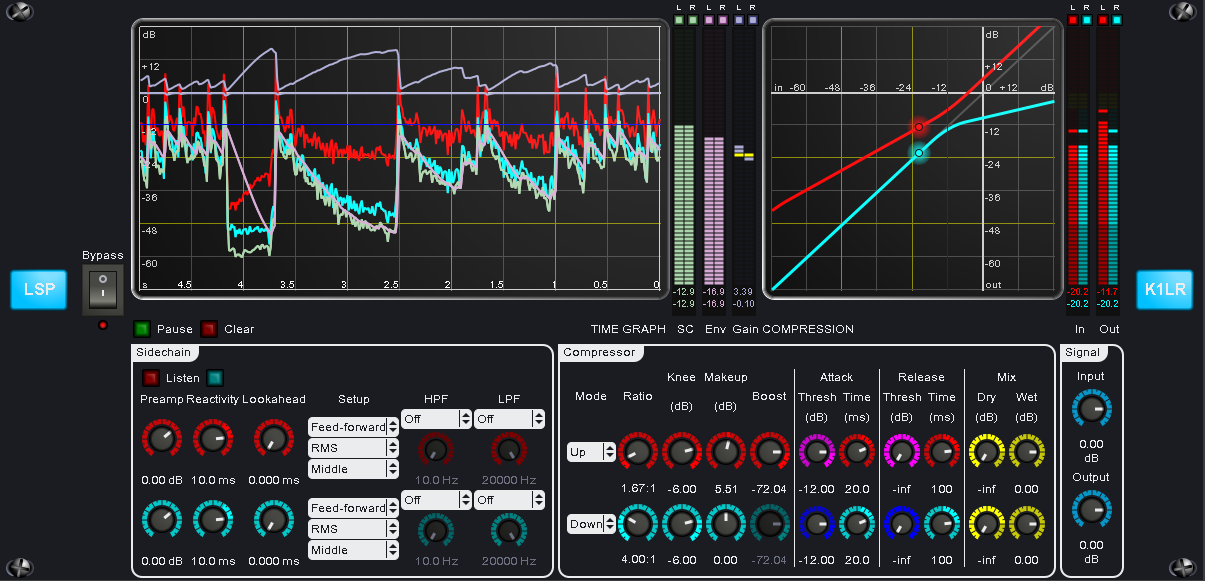 L R L R L R
L R L R
dB
+12
0
-12
-24
-36
-48
-60
s 4.5 4 3.5 3 2.5 2 1.5 1 0.5 0
dB
+12
in -60 -48 -36 -24 -12 0 +12 dB
-12
-24
-36
-48
-60
out
-12.9 -16.9 3.39
-12.9 -16.9 -0.10
-20.2 -11.7
-20.2 -20.2
Bypass
LSP
K1LR
Pause Clear
TIME GRAPH SC Env Gain COMPRESSION In Out
Sidechain
Listen
Preamp Reactivity Lookahead Setup HPF LPF
Feed-forward Off Off
RMS
Middle
0.00 dB 10.0 ms 0.000 ms 10.0 Hz 20000 Hz
Feed-forward Off Off
RMS
Middle
0.00 dB 10.0 ms 0.000 ms 10.0 Hz 20000 Hz
Compressor
Mode Ratio Knee (dB) Makeup (dB) Boost
Attack Release Mix
Thresh (dB) Time (ms) Thresh (dB) Time (ms) Dry (dB) Wet (dB)
Up
1.67:1 -6.00 5.51 -72.04 -12.00 20.0 -inf 100 -inf 0.00
Down
4.00:1 -6.00 0.00 -72.04 -12.00 20.0 -inf 100 -inf 0.00
Signal
Input
0.00
dB
Output
0.00
dB